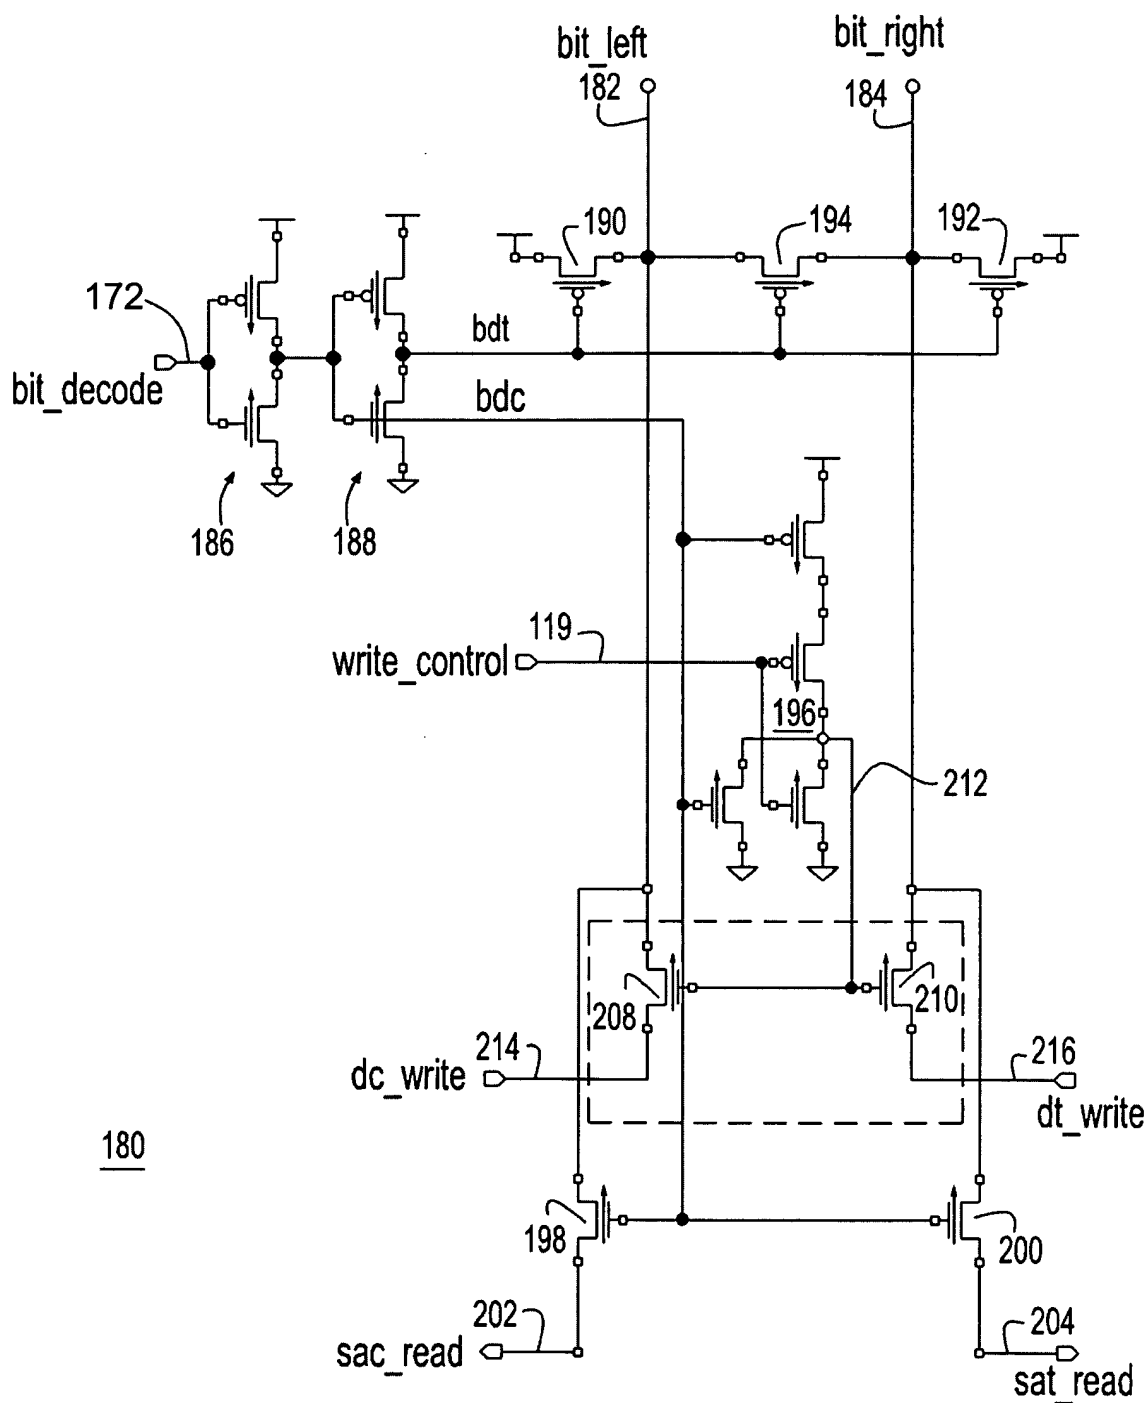 bit_left
bit_right
182
184
190
194
192
172
bit_decode
bdt
bdc
186
188
119
write_control
196
212
208
210
214
dc_write
216
dt_write
180
198
200
202
sac_read
204
sat_read